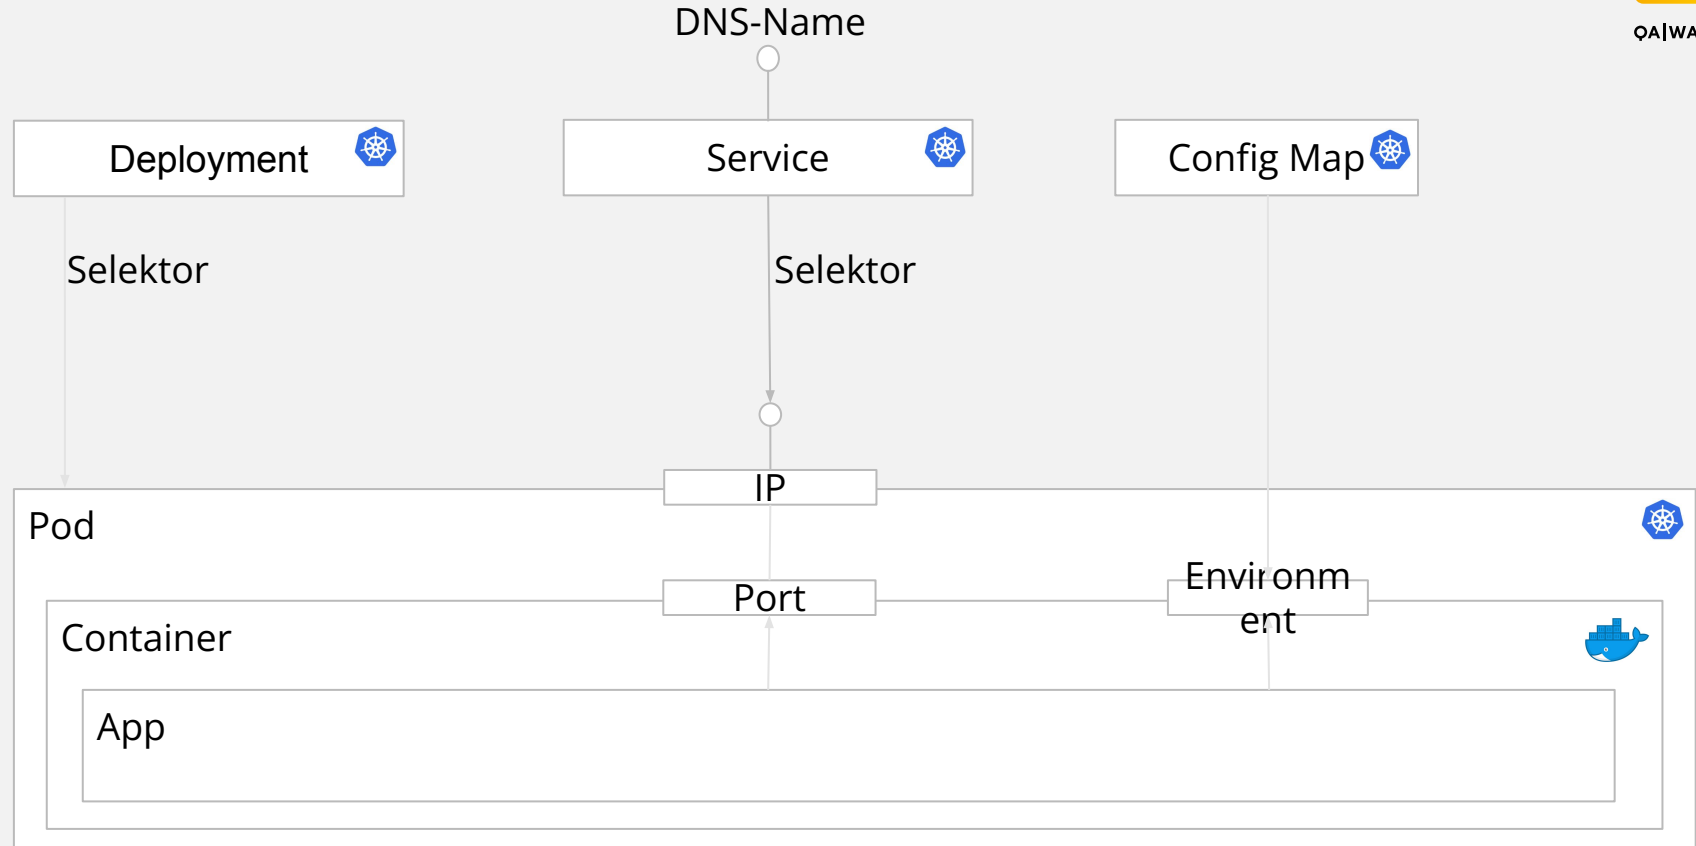 DNS-Name
QA|WA
Deployment
Service
Config Map
Selektor
Selektor
IP
Pod
Environm
ent
Port
Container
App